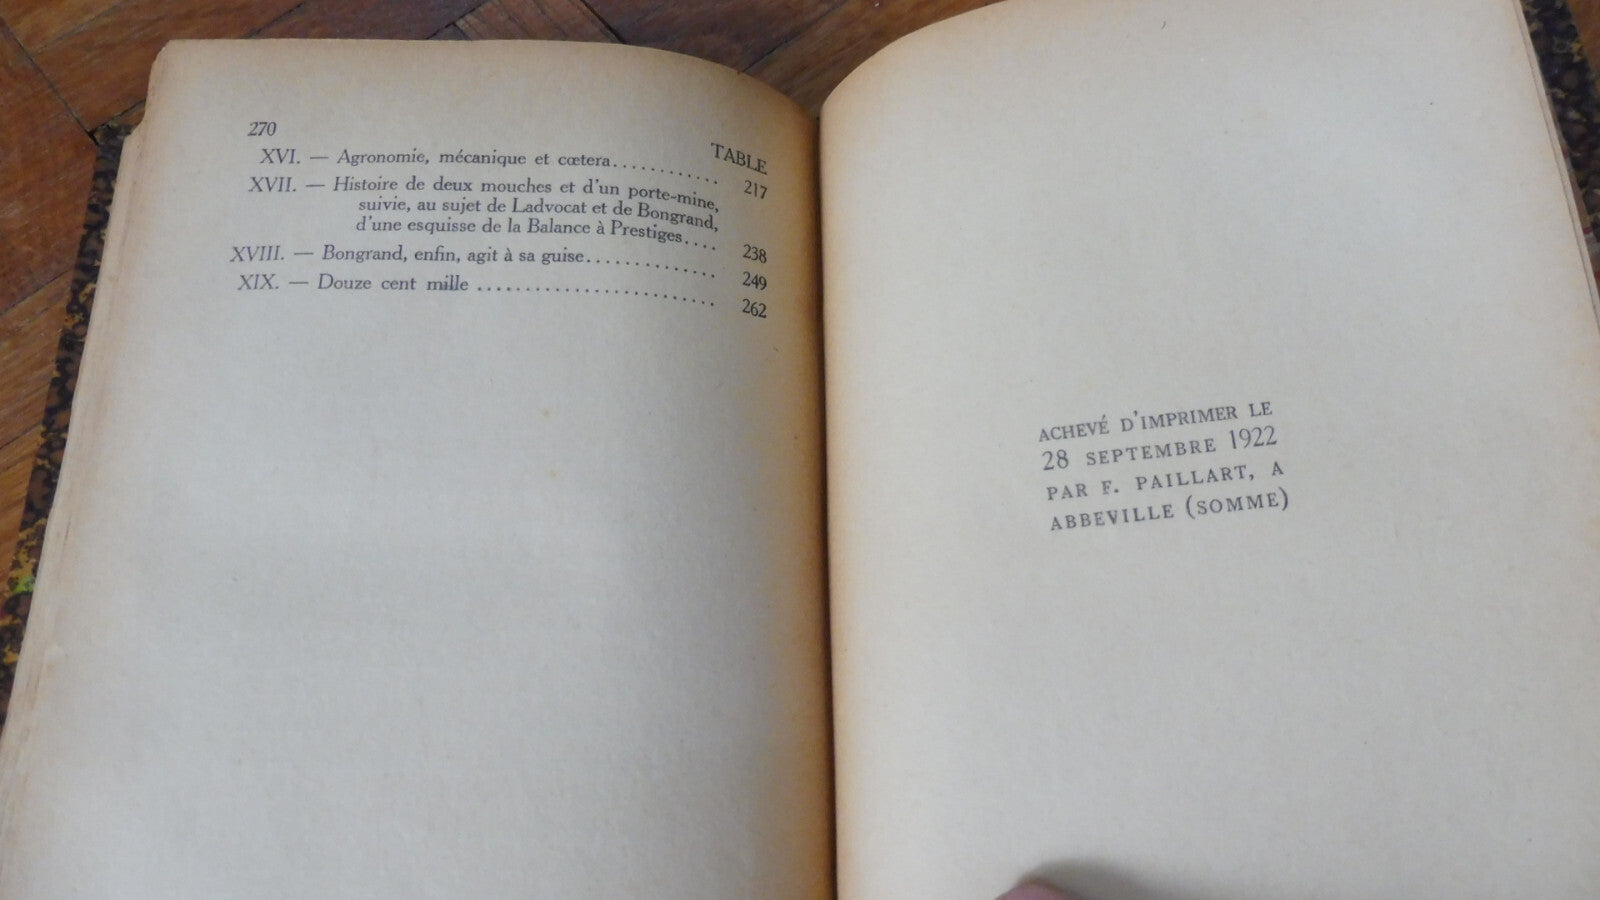 270
TABLE
XVI. — Agronomie, mécanique et cœtera............. 217
XVII. — Histoire de deux mouches et d'un porte-mine,
suivie, au sujet de Ladvocat et de Bongrand,
d'une esquisse de la Balance à Prestiges.... 238
XVIII. — Bongrand, enfin, agit à sa guise.............. 249
XIX. — Douze cent mille ......................... 262
ACHEVÉ D'IMPRIMER LE
28 SEPTEMBRE 1922
PAR F. PAILLART, A
ABBEVILLE (SOMME)